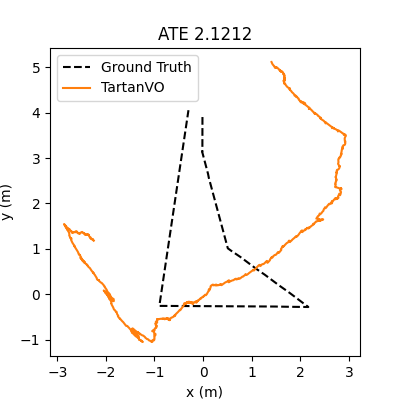 ATE 2.1212
Ground Truth
TartanVO
y (m)
5
4
3
2
1
0
−1
−3 −2 −1 0 1 2 3
x (m)